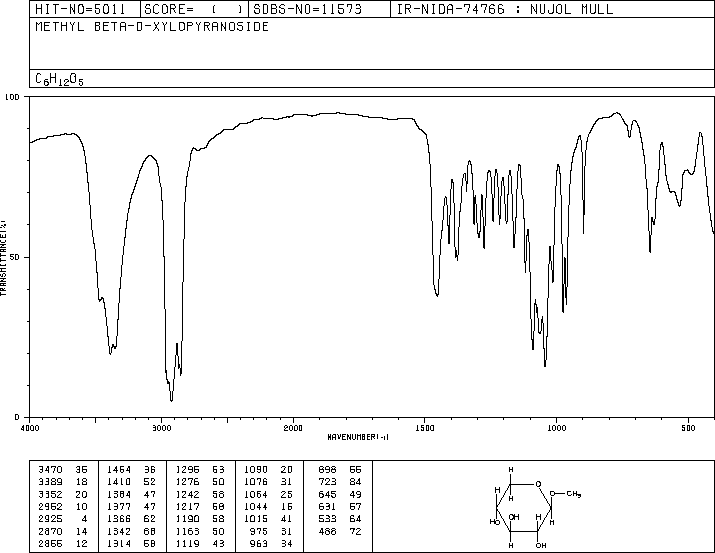 HIT-NO=5011 SCORE= ( ) SDBS-NO=11573 IR-NIDA-74766 : NUJOL MULL
METHYL BETA-D-XYLOPYRANOSIDE
C6H12O5
100
TRANSMITTANCE(%)
50
0
4000 3000 2000 1500 1000 500
WAVENUMBER(-1)
3470 35 1464 36 1296 53 1090 20 898 55
3389 18 1410 52 1276 50 1076 31 723 84
3352 20 1384 47 1242 58 1064 25 645 49
2952 10 1377 47 1217 58 1044 16 631 57
2925 4 1366 62 1190 58 1015 41 533 64
2870 14 1342 68 1163 50 975 31 488 72
2855 12 1314 58 1119 43 963 34
H
H O
H O CH3
H
HO OH H H
H OH